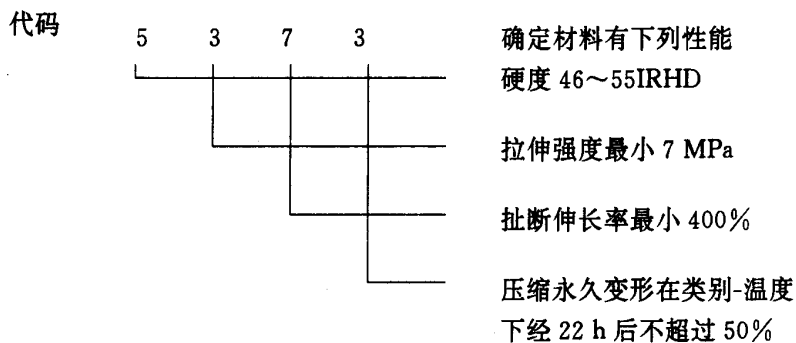 代码
5 3 7 3
确定材料有下列性能
硬度 46～55IRHD
拉伸强度最小 7 MPa
扯断伸长率最小 400%
压缩永久变形在类别-温度
下经 22 h 后不超过 50%